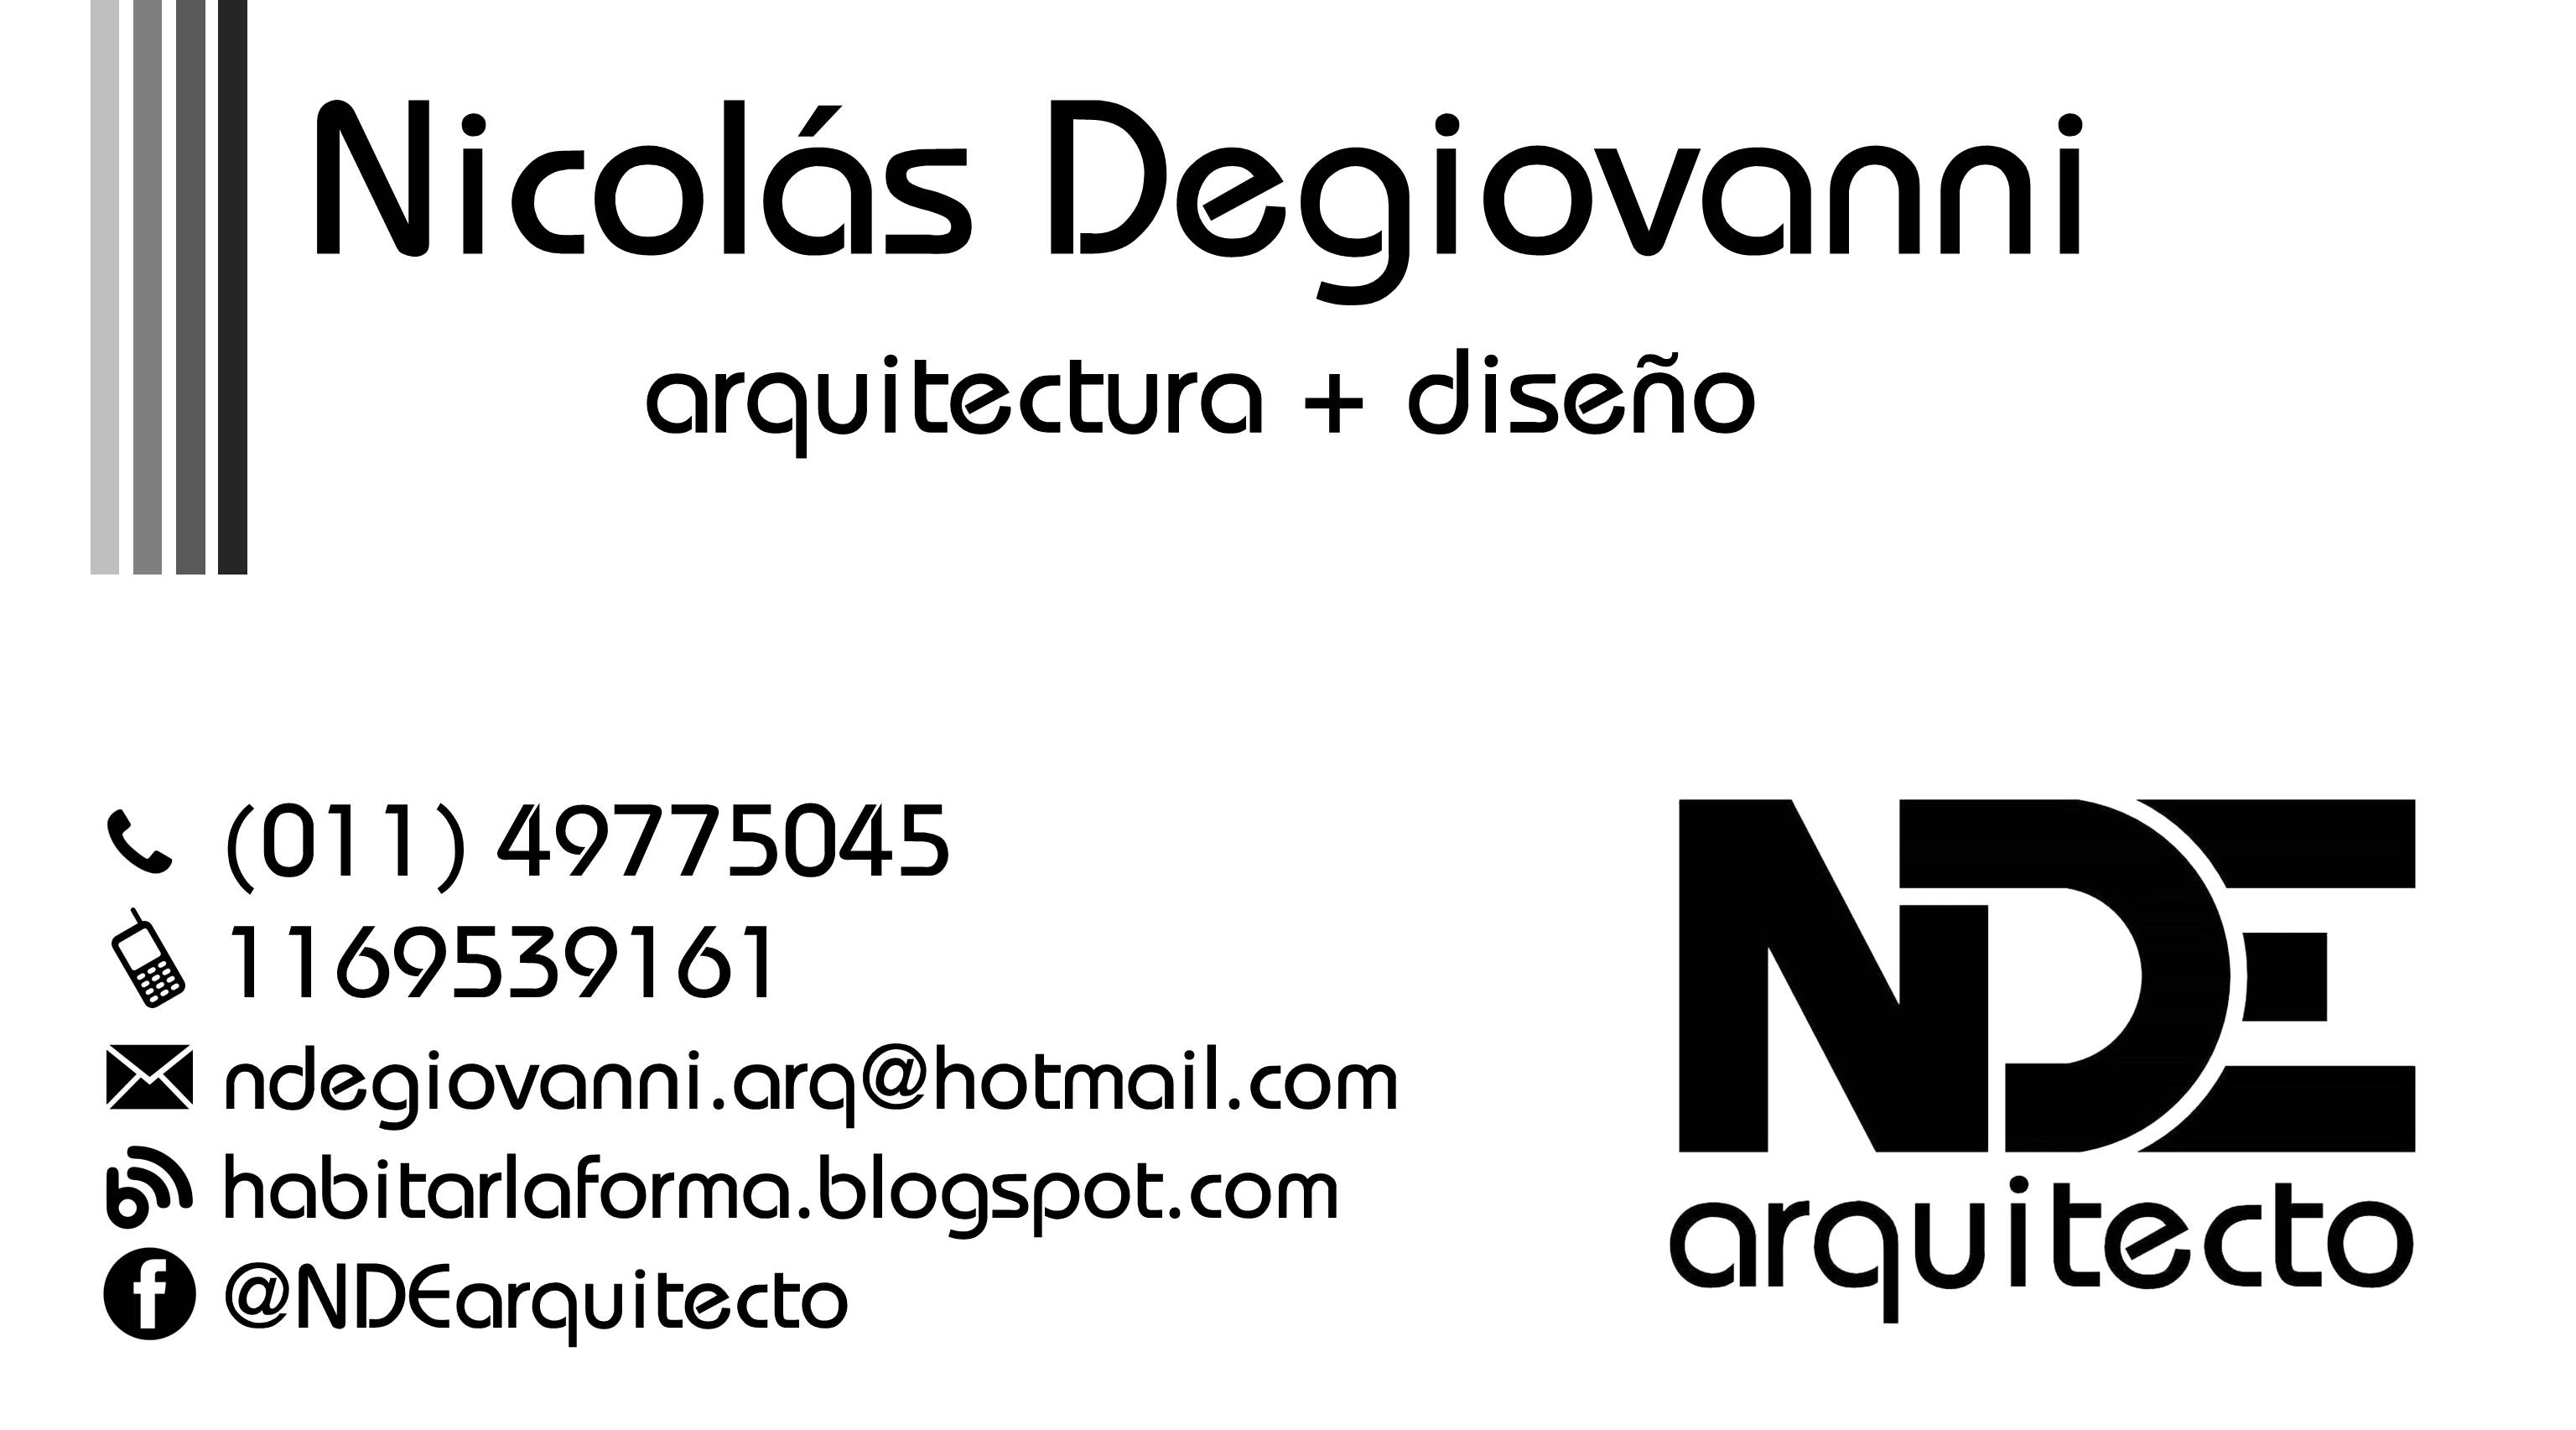 Nicolás Degiovanni
arquitectura + diseño
(011) 49775045
1169539161
ndegiovanni.arq@hotmail.com
habitarlaforma.blogspot.com
@NDEarquitecto
NDE
arquitecto